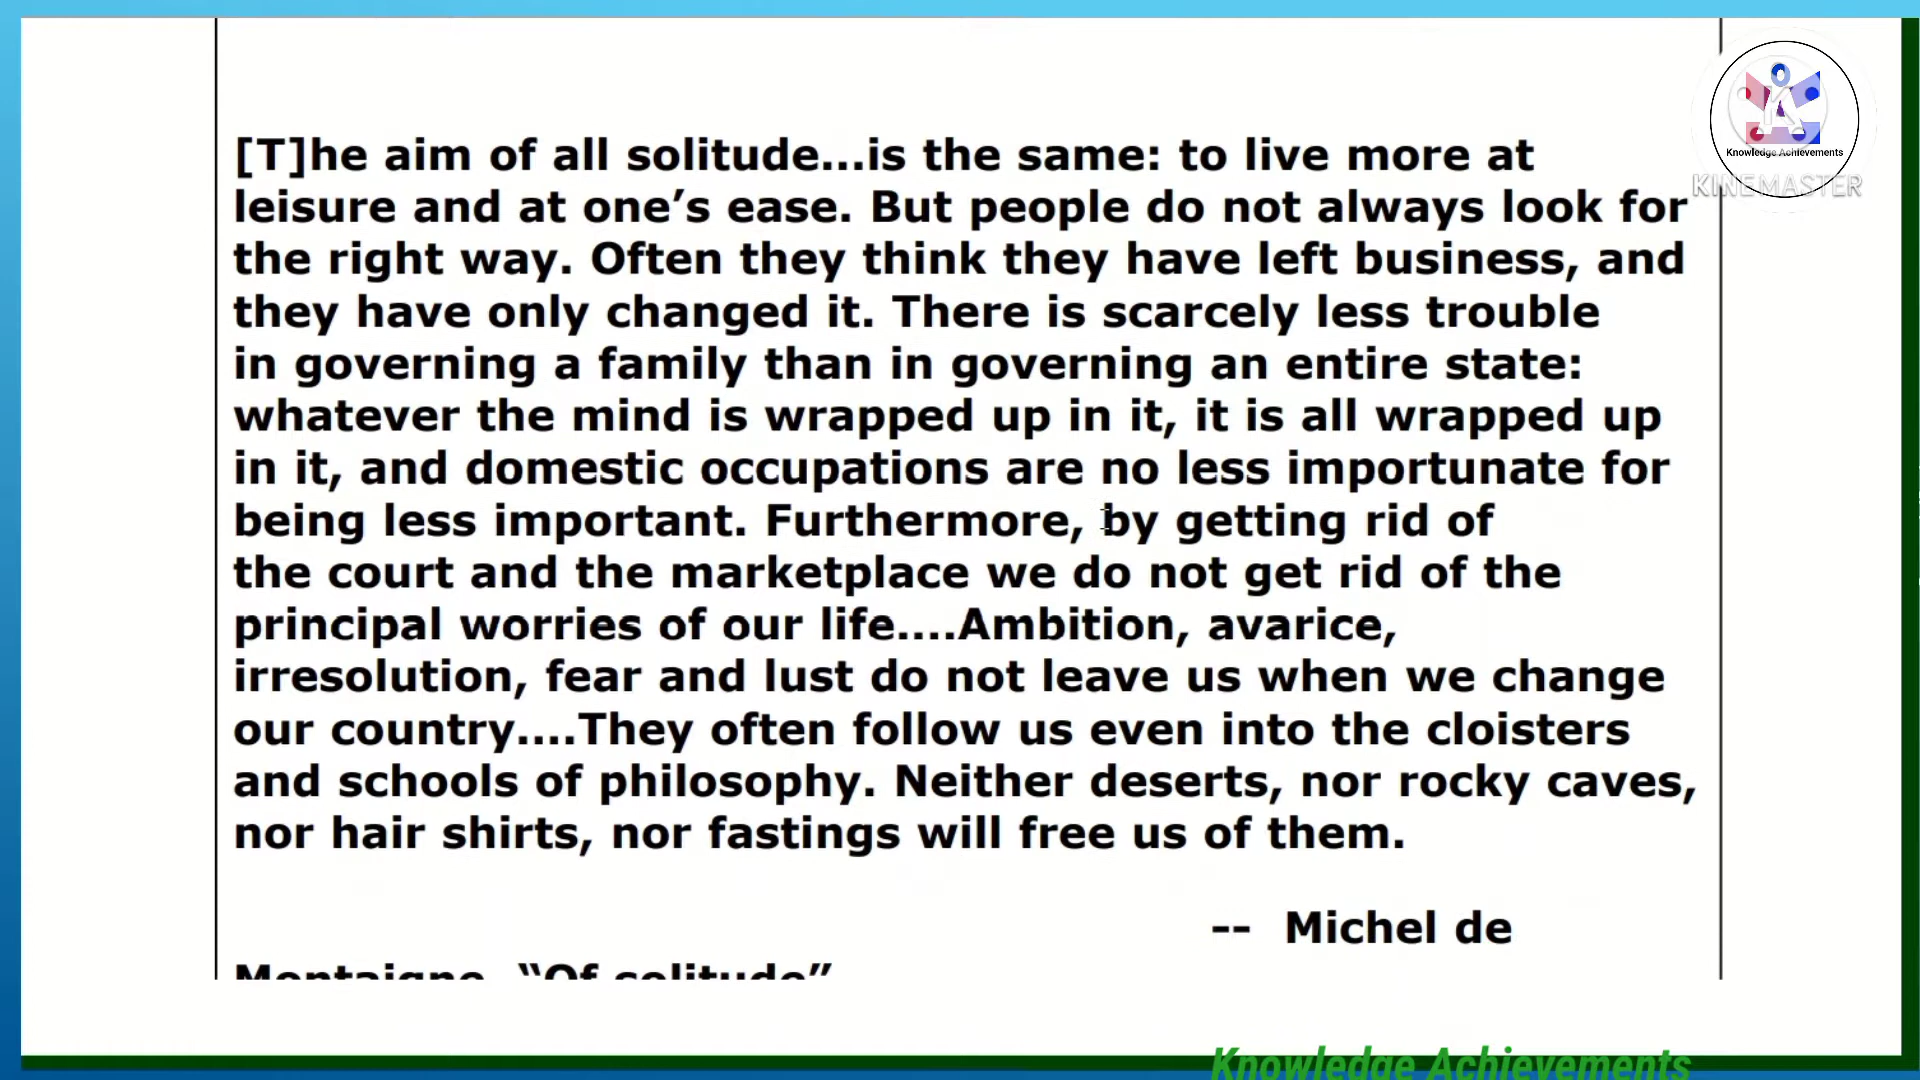 [T]he aim of all solitude...is the same: to live more at
leisure and at one’s ease. But people do not always look for
the right way. Often they think they have left business, and
they have only changed it. There is scarcely less trouble
in governing a family than in governing an entire state:
whatever the mind is wrapped up in it, it is all wrapped up
in it, and domestic occupations are no less importunate for
being less important. Furthermore, by getting rid of
the court and the marketplace we do not get rid of the
principal worries of our life....Ambition, avarice,
irresolution, fear and lust do not leave us when we change
our country....They often follow us even into the cloisters
and schools of philosophy. Neither deserts, nor rocky caves,
nor hair shirts, nor fastings will free us of them.
-- Michel de
Montaigne, “Of solitude”
Knowledge Achievements
KINEMASTER
Knowledge Achievements